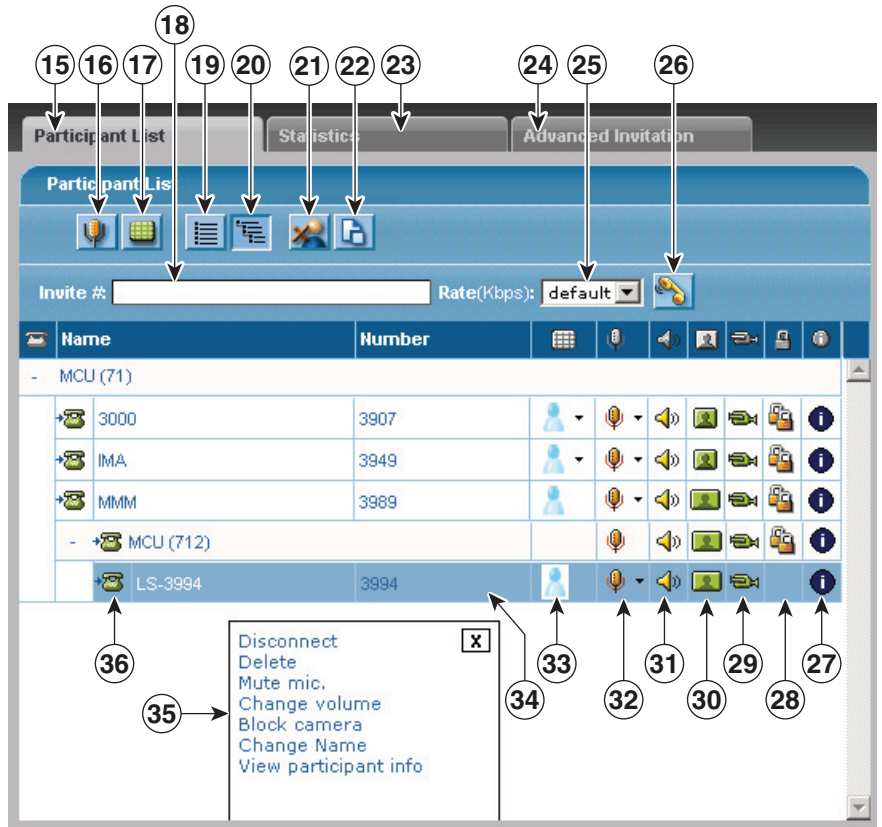 18
15 16 17 19 20 21 22 23 24 25 26
Participant List Statistics Advanced Invitation
Participant List
Invite #: Rate(Kbps): default
Name Number
- MCU (71)
3000 3907
IMA 3949
MMM 3989
- MCU (712)
LS-3994 3994
36 33 32 31 30 29 28 27
34
35
Disconnect X
Delete
Mute mic.
Change volume
Block camera
Change Name
View participant info